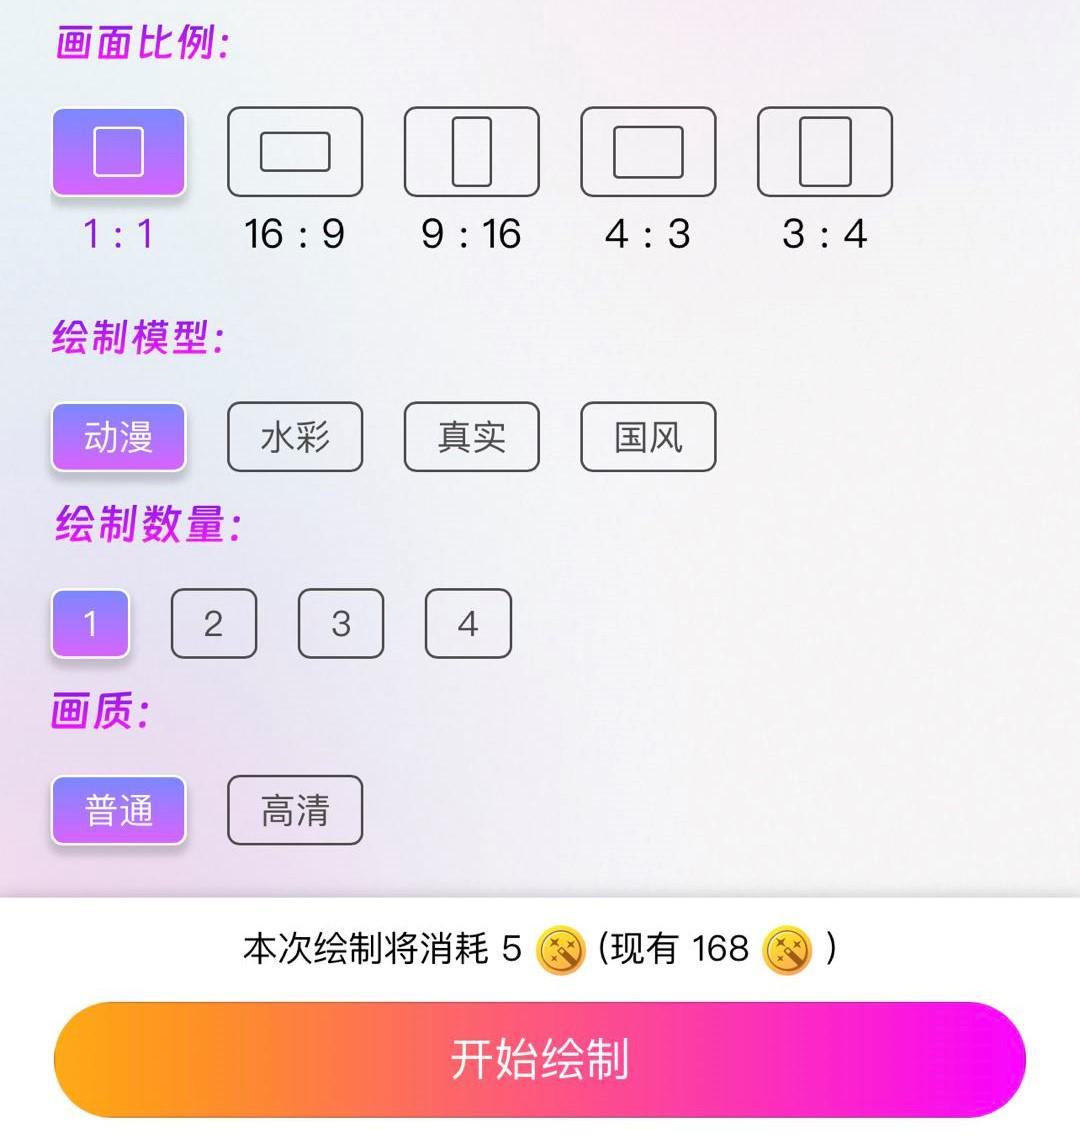 画面比例:
1 : 1 16 : 9 9 : 16 4 : 3 3 : 4
绘制模型:
动漫 水彩 真实 国风
绘制数量:
1 2 3 4
画质:
普通 高清
本次绘制将消耗 5 (现有 168 )
开始绘制